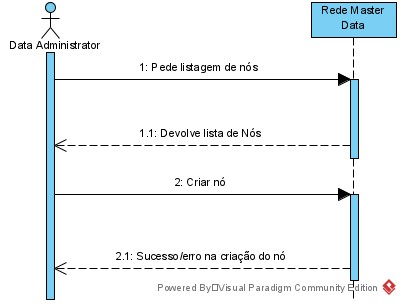 Rede Master
Data
Data Administrator
1: Pede listagem de nós
1.1: Devolve lista de Nós
2: Criar nó
2.1: Sucesso/erro na criação do nó
Powered By Visual Paradigm Community Edition